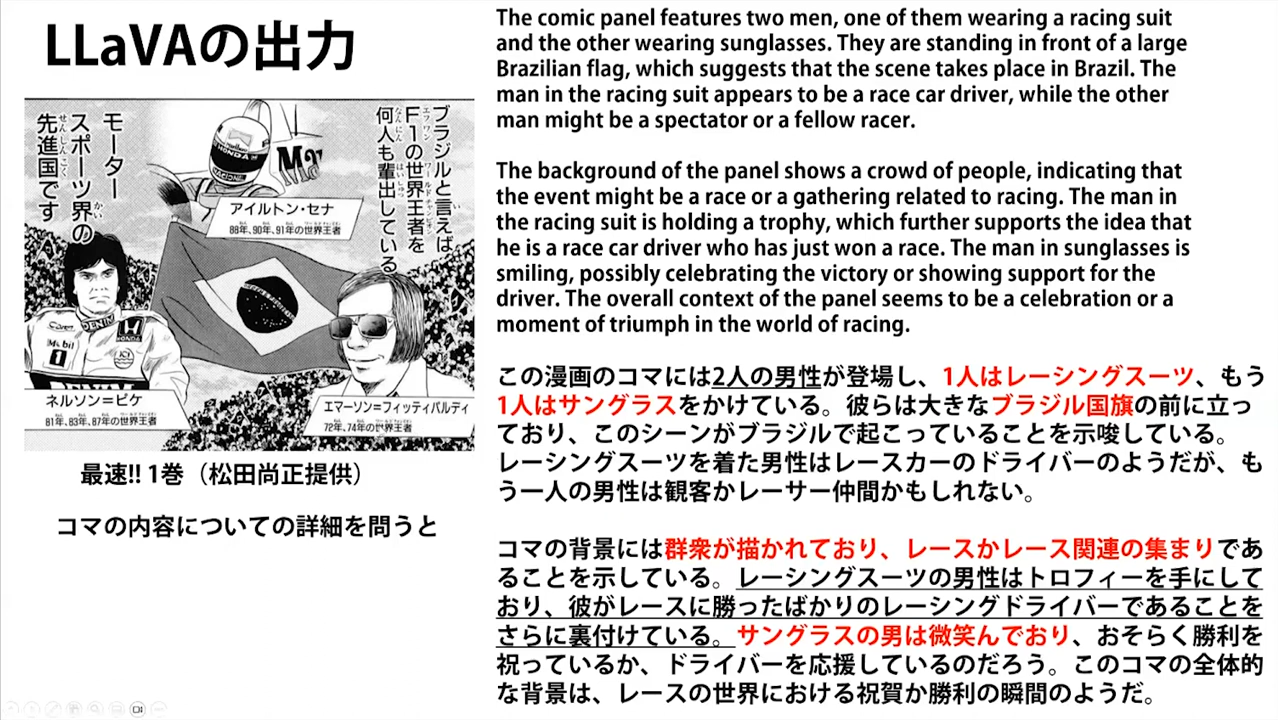 LLaVAの出力
ブラジルと言えば
F1の世界王者を
何人も輩出している
モーター
スポーツ界の
先進国です
HONDA
アイルトン・セナ
88年、90年、91年の世界王者
DENIM
HONDA
Mobil
1
ネルソン=ピケ
81年、83年、87年の世界王者
エマーソン=フィッティパルディ
72年、74年の世界王者
最速!! 1巻（松田尚正提供）
コマの内容についての詳細を問うと
The comic panel features two men, one of them wearing a racing suit
and the other wearing sunglasses. They are standing in front of a large
Brazilian flag, which suggests that the scene takes place in Brazil. The
man in the racing suit appears to be a race car driver, while the other
man might be a spectator or a fellow racer.
The background of the panel shows a crowd of people, indicating that
the event might be a race or a gathering related to racing. The man in
the racing suit is holding a trophy, which further supports the idea that
he is a race car driver who has just won a race. The man in sunglasses is
smiling, possibly celebrating the victory or showing support for the
driver. The overall context of the panel seems to be a celebration or a
moment of triumph in the world of racing.
この漫画のコマには2人の男性が登場し、1人はレーシングスーツ、もう
1人はサングラスをかけている。彼らは大きなブラジル国旗の前に立っ
ており、このシーンがブラジルで起こっていることを示唆している。
レーシングスーツを着た男性はレースカーのドライバーのようだが、も
う一人の男性は観客かレーサー仲間かもしれない。
コマの背景には群衆が描かれており、レースかレース関連の集まりであ
ることを示している。レーシングスーツの男性はトロフィーを手にして
おり、彼がレースに勝ったばかりのレーシングドライバーであることを
さらに裏付けている。サングラスの男は微笑んでおり、おそらく勝利を
祝っているか、ドライバーを応援しているのだろう。このコマの全体的
な背景は、レースの世界における祝賀か勝利の瞬間のようだ。